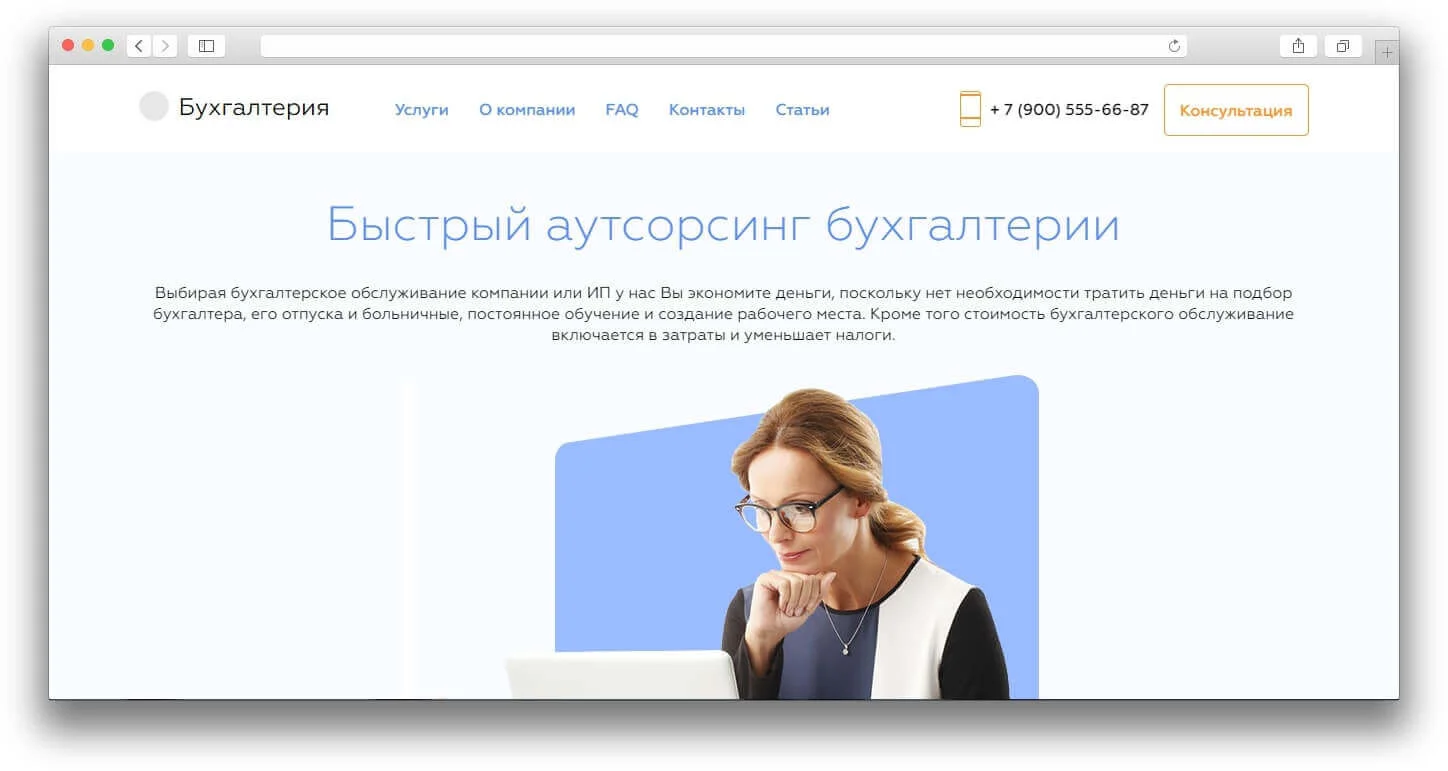 Бухгалтерия
Услуги
О компании
FAQ
Контакты
Статьи
+ 7 (900) 555-66-87
Консультация
Быстрый аутсорсинг бухгалтерии
Выбирая бухгалтерское обслуживание компании или ИП у нас Вы экономите деньги, поскольку нет необходимости тратить деньги на подбор
бухгалтера, его отпуска и больничные, постоянное обучение и создание рабочего места. Кроме того стоимость бухгалтерского обслуживание
включается в затраты и уменьшает налоги.